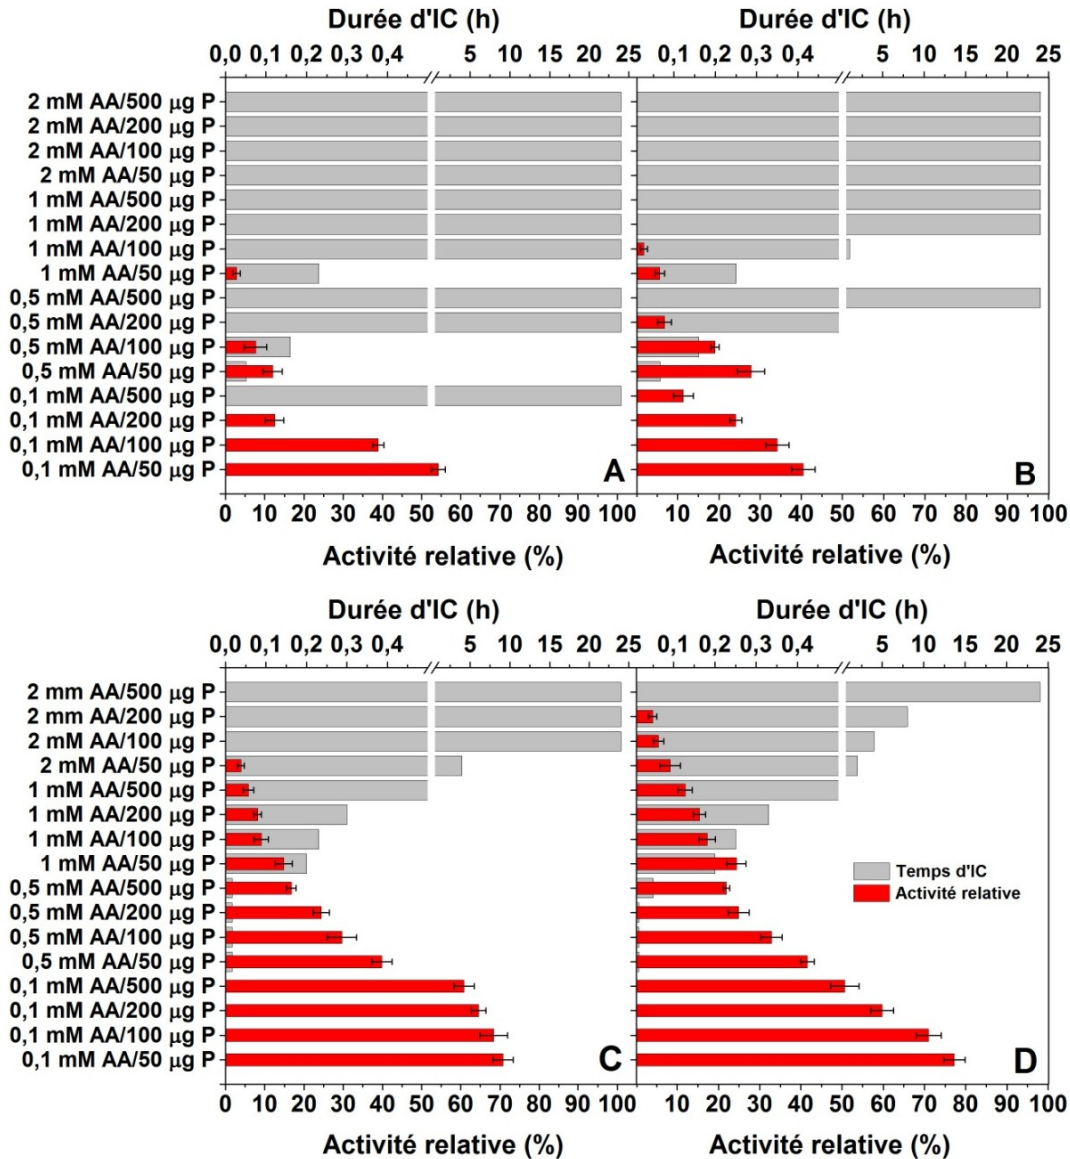 Durée d'IC (h) Durée d'IC (h)
0,0 0,1 0,2 0,3 0,4 5 10 15 20 25 0,1 0,2 0,3 0,4 5 10 15 20 25
2 mM AA/500 µg P
2 mM AA/200 µg P
2 mM AA/100 µg P
2 mM AA/50 µg P
1 mM AA/500 µg P
1 mM AA/200 µg P
1 mM AA/100 µg P
1 mM AA/50 µg P
0,5 mM AA/500 µg P
0,5 mM AA/200 µg P
0,5 mM AA/100 µg P
0,5 mM AA/50 µg P
0,1 mM AA/500 µg P
0,1 mM AA/200 µg P
0,1 mM AA/100 µg P
0,1 mM AA/50 µg P
A B
0 10 20 30 40 50 60 70 80 90 100 0 10 20 30 40 50 60 70 80 90 100
Activité relative (%) Activité relative (%)
Durée d'IC (h) Durée d'IC (h)
0,0 0,1 0,2 0,3 0,4 5 10 15 20 25 0,1 0,2 0,3 0,4 5 10 15 20 25
2 mm AA/500 µg P
2 mm AA/200 µg P
2 mM AA/100 µg P
2 mM AA/50 µg P
1 mM AA/500 µg P
1 mM AA/200 µg P
1 mM AA/100 µg P
1 mM AA/50 µg P
0,5 mM AA/500 µg P
0,5 mM AA/200 µg P
0,5 mM AA/100 µg P
0,5 mM AA/50 µg P
0,1 mM AA/500 µg P
0,1 mM AA/200 µg P
0,1 mM AA/100 µg P
0,1 mM AA/50 µg P
Temps d'IC
Activité relative
C D
0 10 20 30 40 50 60 70 80 90 100 0 10 20 30 40 50 60 70 80 90 100
Activité relative (%) Activité relative (%)